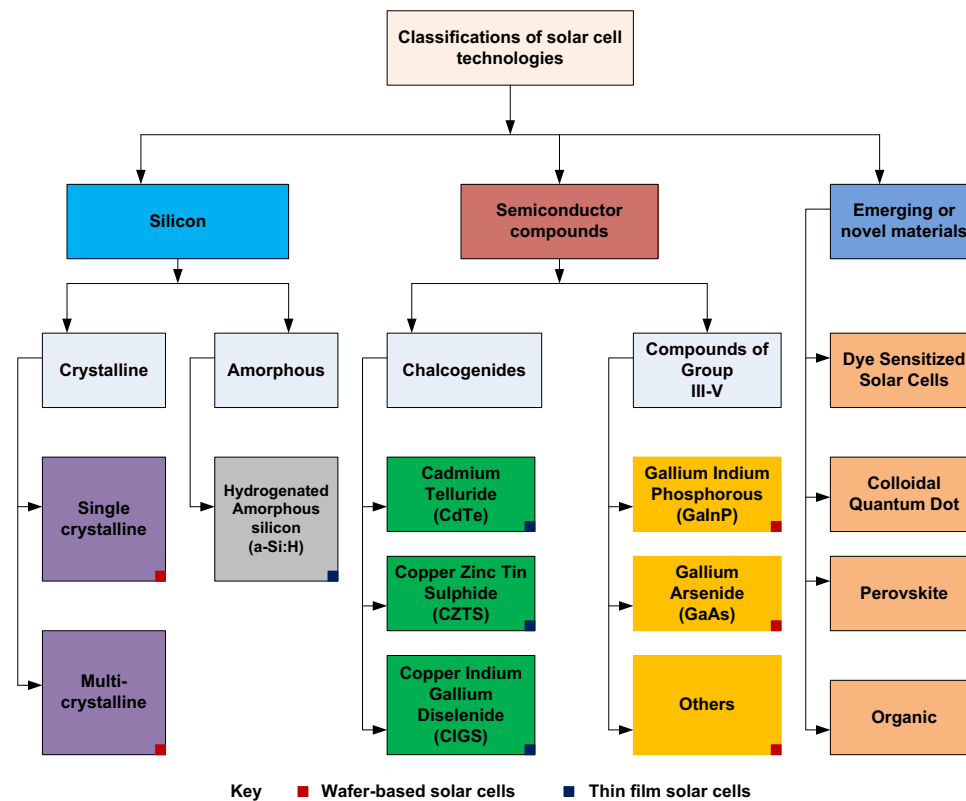 Classifications of solar cell
technologies
Silicon
Semiconductor
compounds
Emerging or
novel materials
Crystalline
Amorphous
Chalcogenides
Compounds of
Group
III-V
Dye Sensitized
Solar Cells
Single
crystalline
Hydrogenated
Amorphous
silicon
(a-Si:H)
Cadmium
Telluride
(CdTe)
Gallium Indium
Phosphorous
(GaInP)
Colloidal
Quantum Dot
Copper Zinc Tin
Sulphide
(CZTS)
Gallium
Arsenide
(GaAs)
Perovskite
Multi-
crystalline
Copper Indium
Gallium
Diselenide
(CIGS)
Others
Organic
Key
Wafer-based solar cells
Thin film solar cells